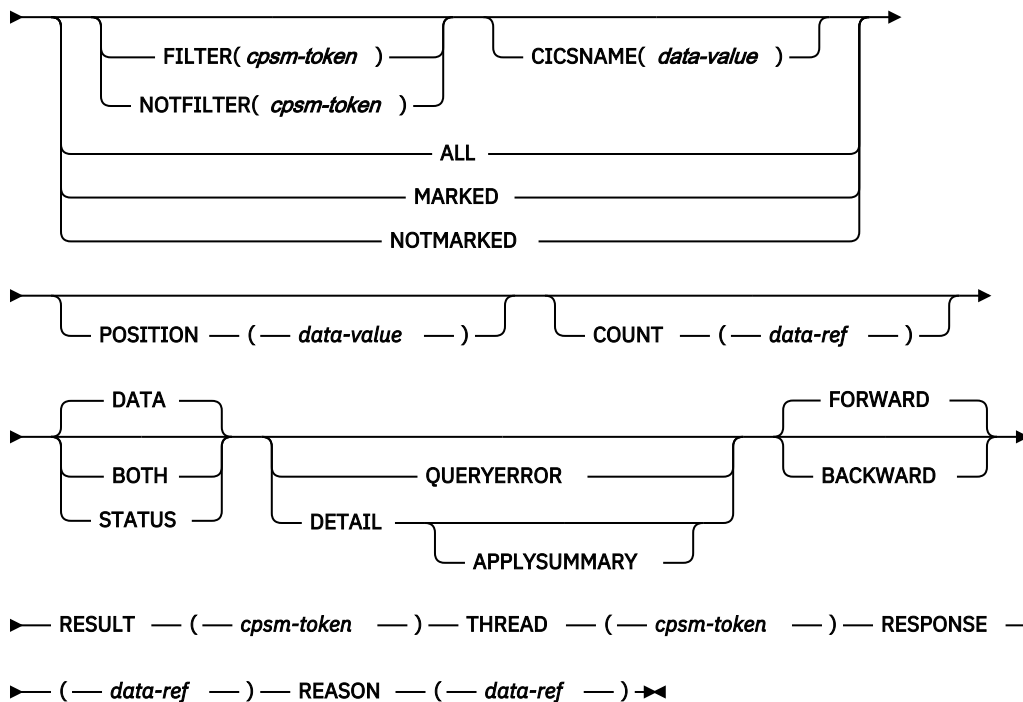 FILTER( cpsm-token ) CICSNAME( data-value )
NOTFILTER( cpsm-token )
ALL
MARKED
NOTMARKED
POSITION ( data-value ) COUNT ( data-ref )
DATA FORWARD
BOTH QUERYERROR BACKWARD
STATUS DETAIL
APPLYSUMMARY
RESULT ( cpsm-token ) THREAD ( cpsm-token ) RESPONSE
( data-ref ) REASON ( data-ref )